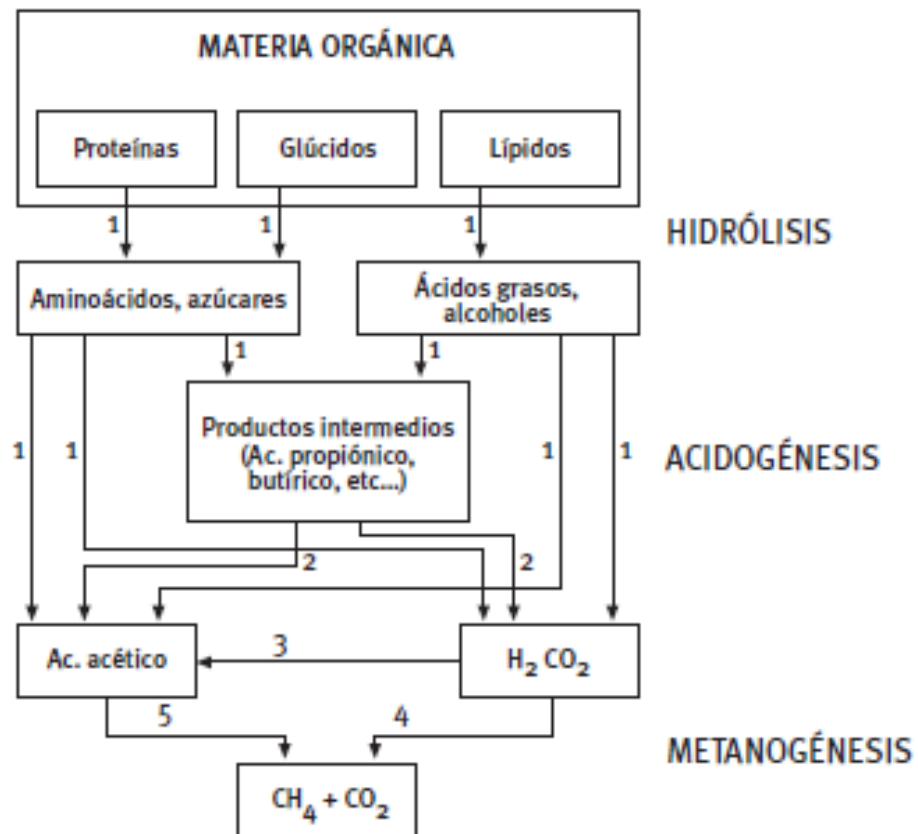 MATERIA ORGÁNICA
Proteínas
Glúcidos
Lípidos
1
1
1
HIDRÓLISIS
Aminoácidos, azúcares
Ácidos grasos,
alcoholes
1
1
Productos intermedios
(Ac. propiónico,
butírico, etc...)
1
1
1
1
ACIDOGÉNESIS
2
2
Ac. acético
3
H₂ CO₂
5
4
METANOGÉNESIS
CH₄ + CO₂